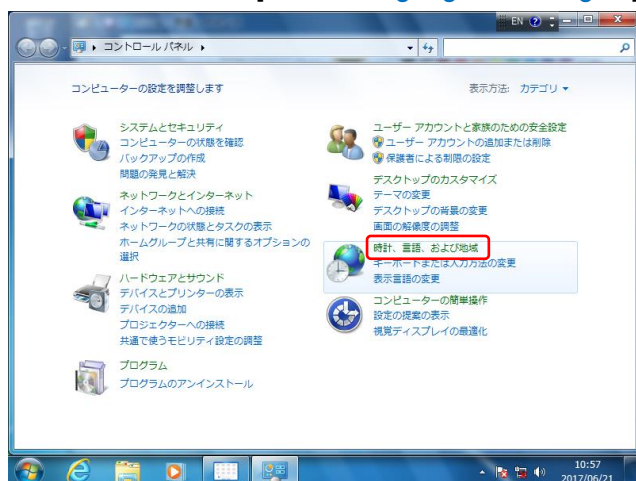 EN
コントロール パネル
コンピューターの設定を調整します
表示方法: カテゴリ
システムとセキュリティ
コンピューターの状態を確認
バックアップの作成
問題の発見と解決
ネットワークとインターネット
インターネットへの接続
ネットワークの状態とタスクの表示
ホームグループと共有に関するオプションの
選択
ハードウェアとサウンド
デバイスとプリンターの表示
デバイスの追加
プロジェクターへの接続
共通で使うモビリティ設定の調整
プログラム
プログラムのアンインストール
ユーザー アカウントと家族のための安全設定
ユーザー アカウントの追加または削除
保護者による制限の設定
デスクトップのカスタマイズ
テーマの変更
デスクトップの背景の変更
画面の解像度の調整
時計、言語、および地域
キーボードまたは入力方法の変更
表示言語の変更
コンピューターの簡単操作
設定の提案の表示
視覚ディスプレイの最適化
10:57
2017/06/21